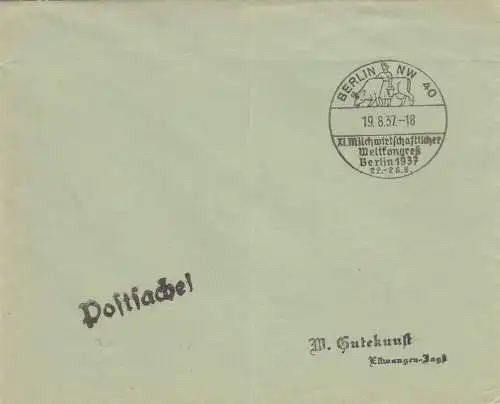 BERLIN NW 40
19.8.37.-18
XI. Milchwirtschaftlicher
Weltkongreß
Berlin 1937
22.-28.8.
Postsache!
W. Gutekunst
Ellwangen-Jagst